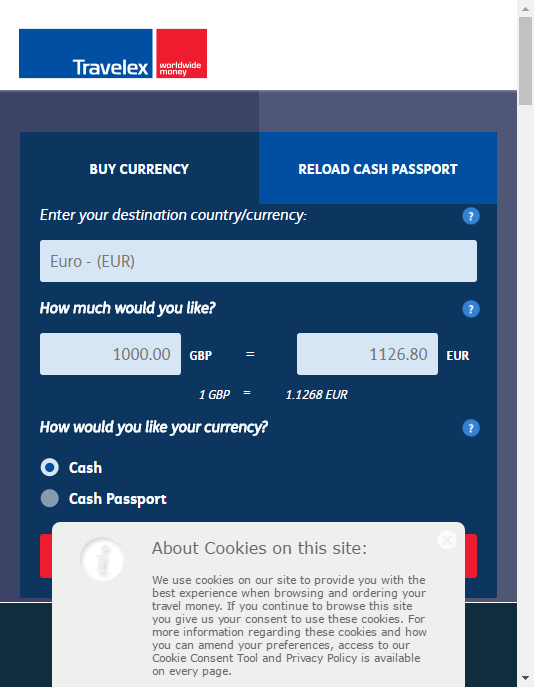 Travelex
worldwide
money
BUY CURRENCY
RELOAD CASH PASSPORT
Enter your destination country/currency:
?
Euro - (EUR)
How much would you like?
?
1000.00 GBP = 1126.80 EUR
1 GBP = 1.1268 EUR
How would you like your currency?
?
Cash
Cash Passport
i
About Cookies on this site:
We use cookies on our site to provide you with the
best experience when browsing and ordering your
travel money. If you continue to browse this site
you give us your consent to use these cookies. For
more information regarding these cookies and how
you can amend your preferences, access to our
Cookie Consent Tool and Privacy Policy is available
on every page.